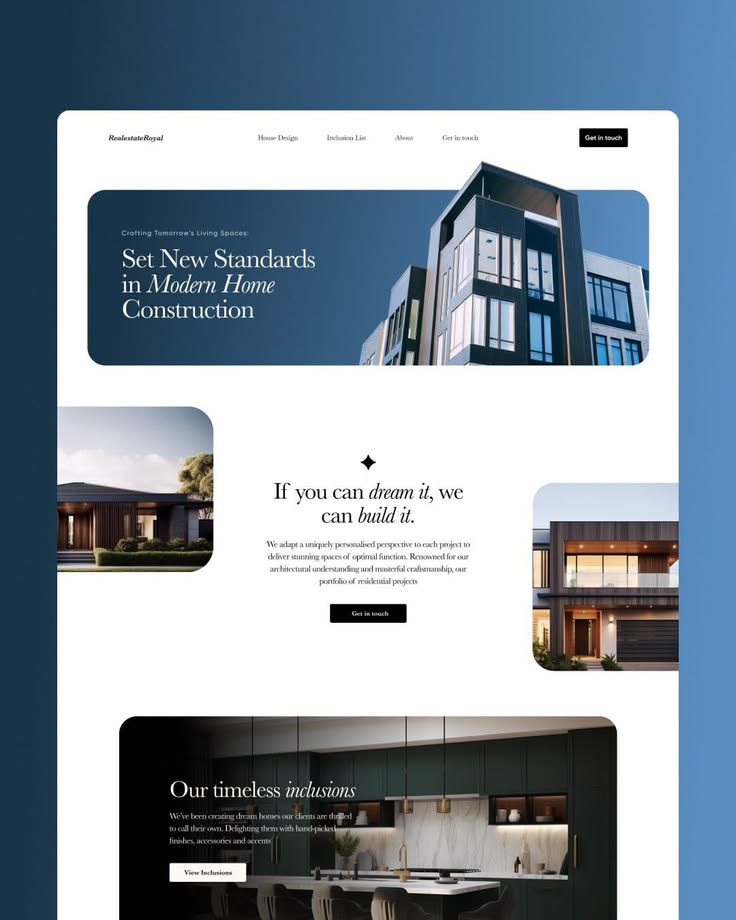 RealestateRoyal
House Design
Inclusion List
About
Get in touch
Get in touch
Crafting Tomorrow's Living Spaces:
Set New Standards
in Modern Home
Construction
If you can dream it, we
can build it.
We adapt a uniquely personalised perspective to each project to
deliver stunning spaces of optimal function. Renowned for our
architectural understanding and masterful craftsmanship, our
portfolio of residential projects
Get in touch
Our timeless inclusions
We've been creating dream homes our clients are thrilled
to call their own. Delighting them with hand-picked
finishes, accessories and accents
View Inclusions